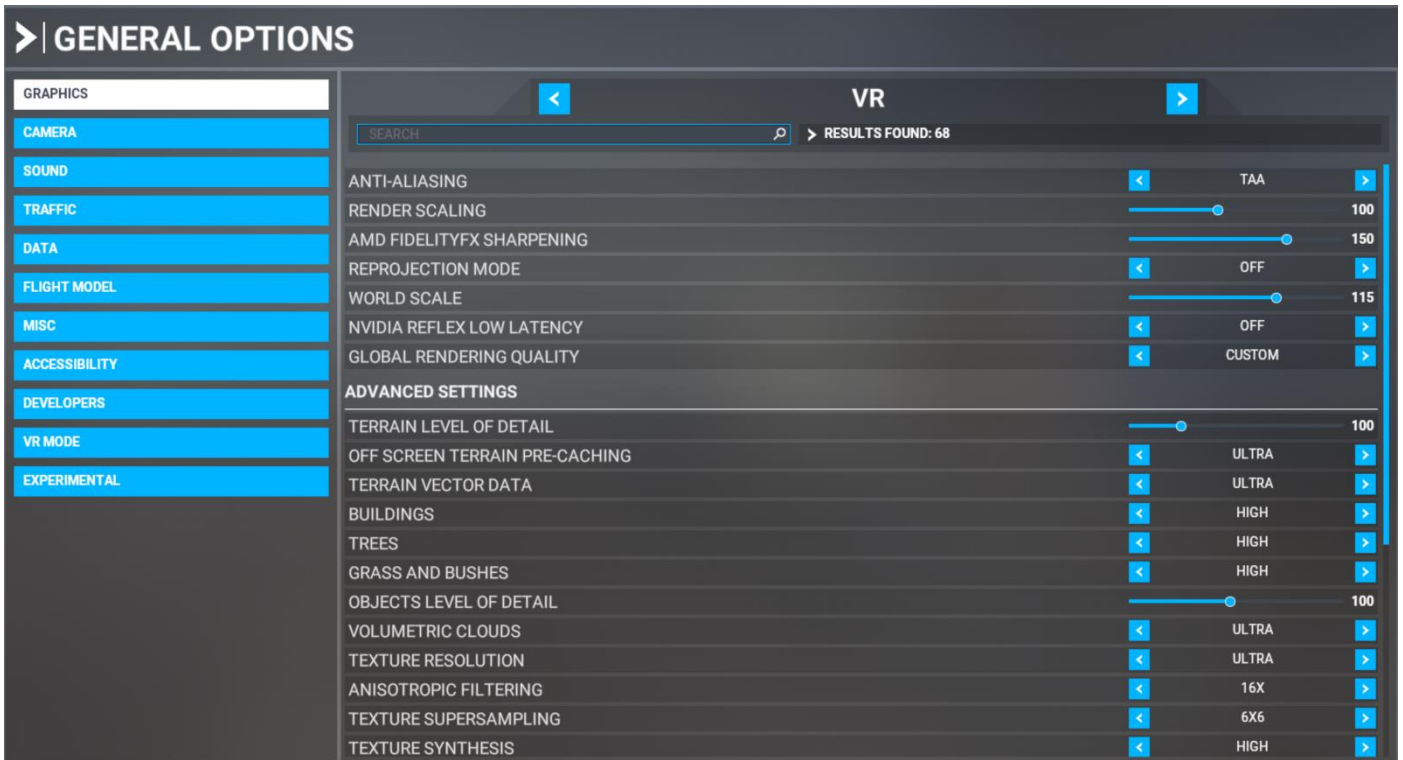 GENERAL OPTIONS
GRAPHICS
CAMERA
SOUND
TRAFFIC
DATA
FLIGHT MODEL
MISC
ACCESSIBILITY
DEVELOPERS
VR MODE
EXPERIMENTAL
VR
SEARCH RESULTS FOUND: 68
ANTI-ALIASING TAA
RENDER SCALING 100
AMD FIDELITYFX SHARPENING 150
REPROJECTION MODE OFF
WORLD SCALE 115
NVIDIA REFLEX LOW LATENCY OFF
GLOBAL RENDERING QUALITY CUSTOM
ADVANCED SETTINGS
TERRAIN LEVEL OF DETAIL 100
OFF SCREEN TERRAIN PRE-CACHING ULTRA
TERRAIN VECTOR DATA ULTRA
BUILDINGS HIGH
TREES HIGH
GRASS AND BUSHES HIGH
OBJECTS LEVEL OF DETAIL 100
VOLUMETRIC CLOUDS ULTRA
TEXTURE RESOLUTION ULTRA
ANISOTROPIC FILTERING 16X
TEXTURE SUPERSAMPLING 6X6
TEXTURE SYNTHESIS HIGH